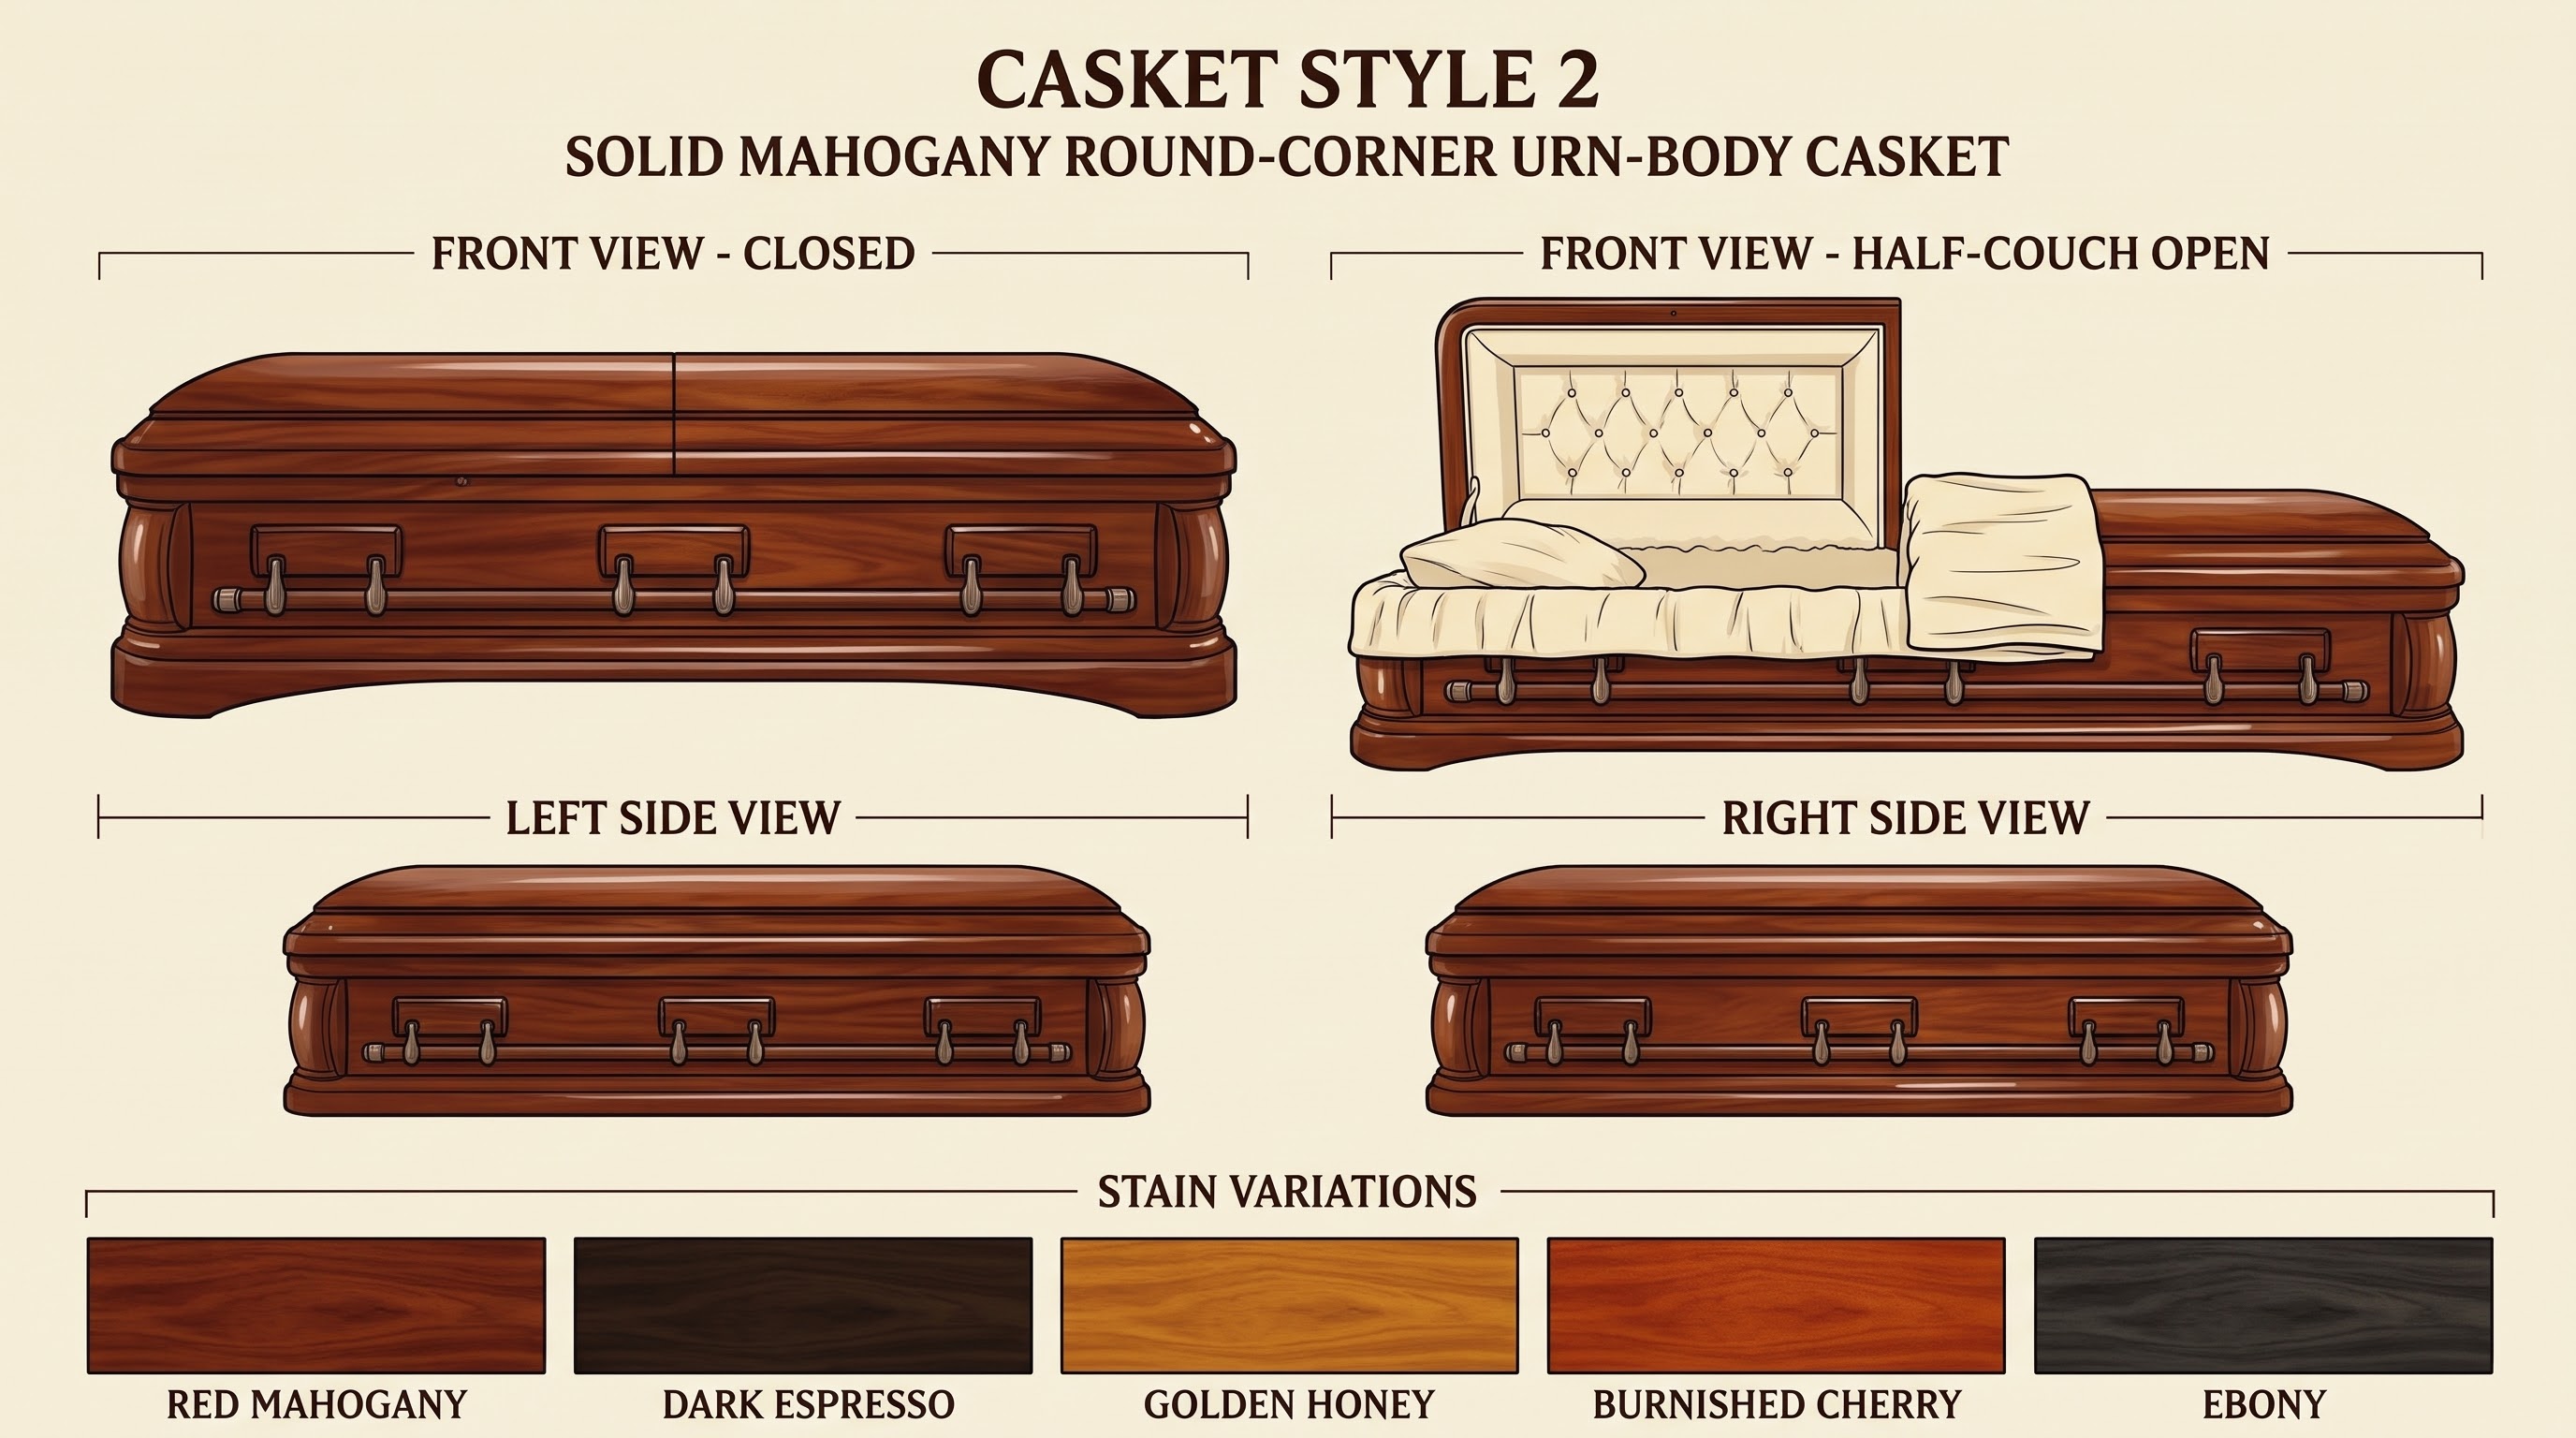 CASKET STYLE 2
SOLID MAHOGANY ROUND-CORNER URN-BODY CASKET
FRONT VIEW - CLOSED
FRONT VIEW - HALF-COUCH OPEN
LEFT SIDE VIEW
RIGHT SIDE VIEW
STAIN VARIATIONS
RED MAHOGANY
DARK ESPRESSO
GOLDEN HONEY
BURNISHED CHERRY
EBONY